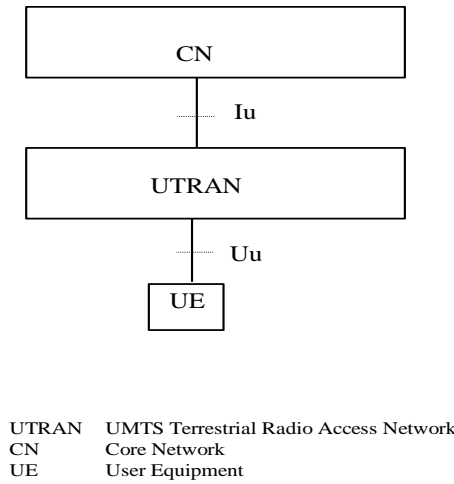 CN
Iu
UTRAN
Uu
UE
UTRAN UMTS Terrestrial Radio Access Network
CN Core Network
UE User Equipment